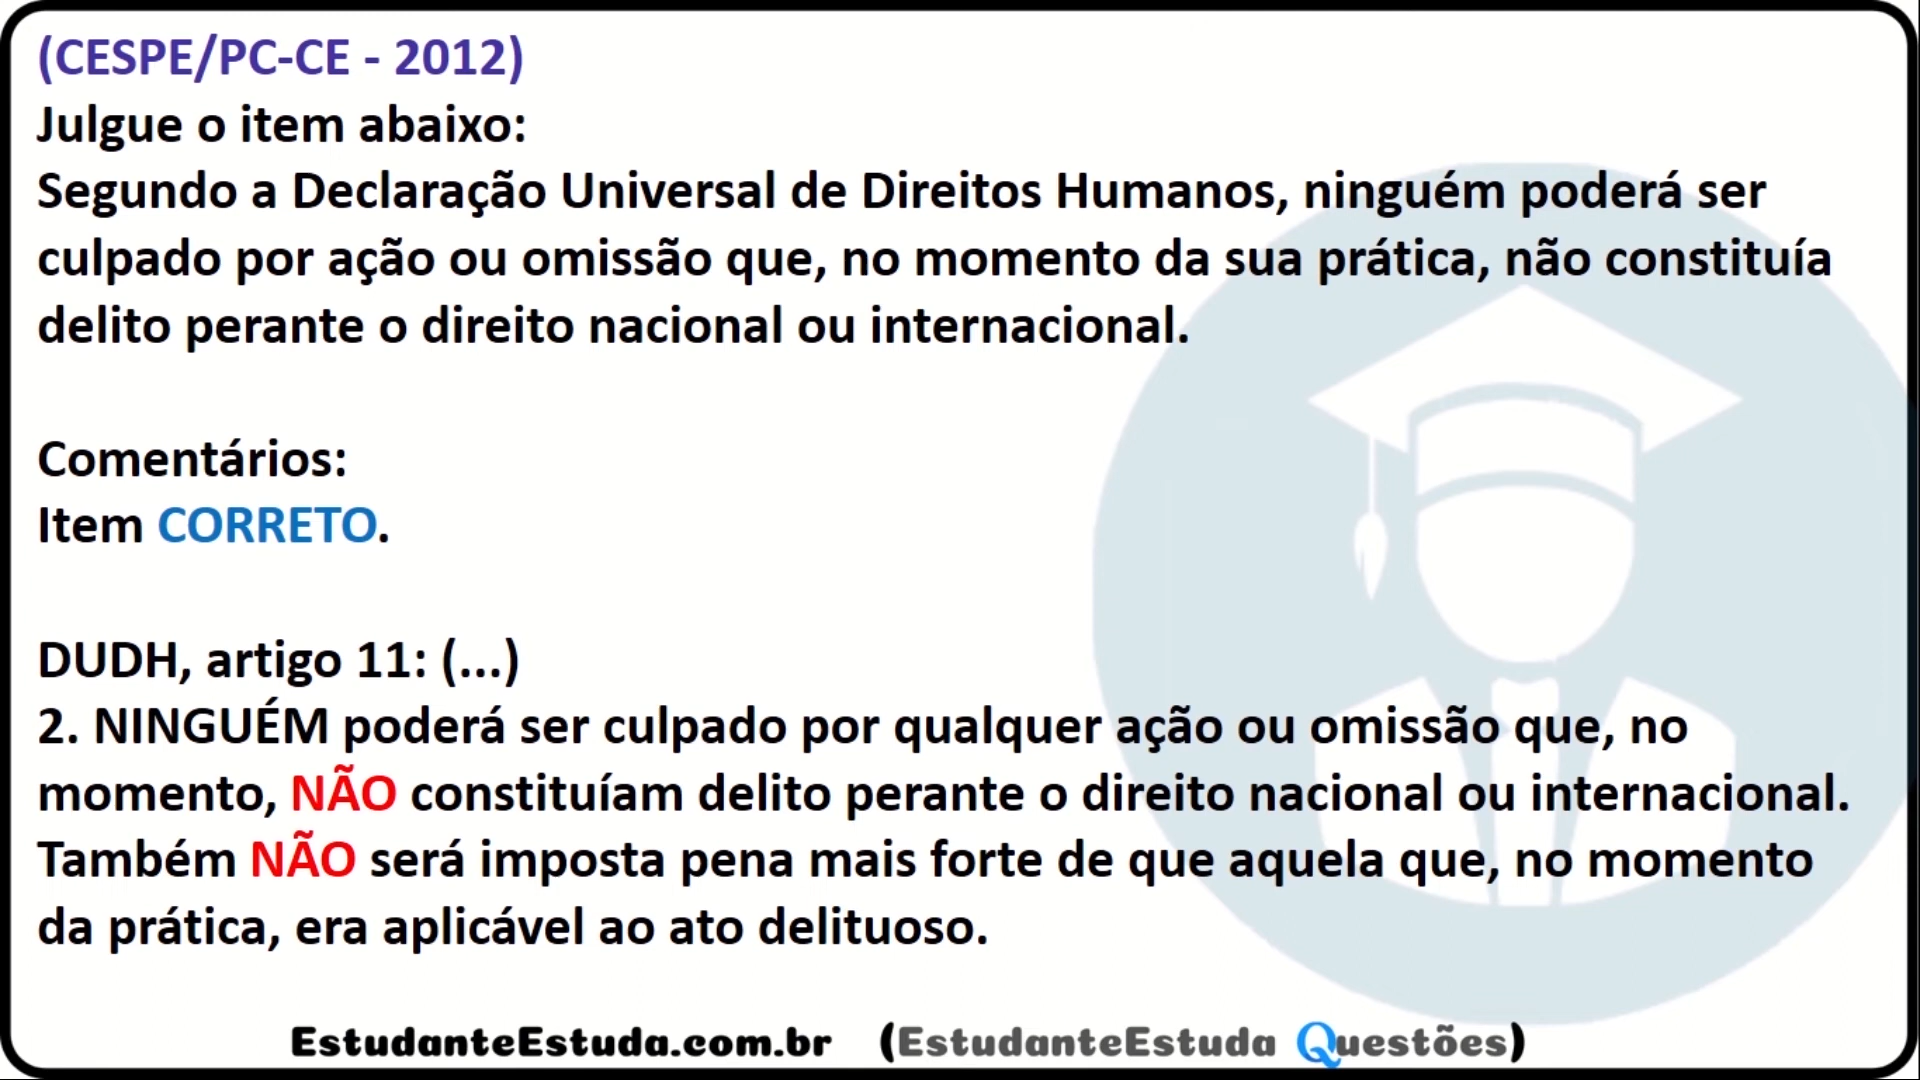 (CESPE/PC-CE - 2012)
Julgue o item abaixo:
Segundo a Declaração Universal de Direitos Humanos, ninguém poderá ser
culpado por ação ou omissão que, no momento da sua prática, não constituía
delito perante o direito nacional ou internacional.
Comentários:
Item CORRETO.
DUDH, artigo 11: (...)
2. NINGUÉM poderá ser culpado por qualquer ação ou omissão que, no
momento, NÃO constituíam delito perante o direito nacional ou internacional.
Também NÃO será imposta pena mais forte de que aquela que, no momento
da prática, era aplicável ao ato delituoso.
EstudanteEstuda.com.br (EstudanteEstuda Questões)